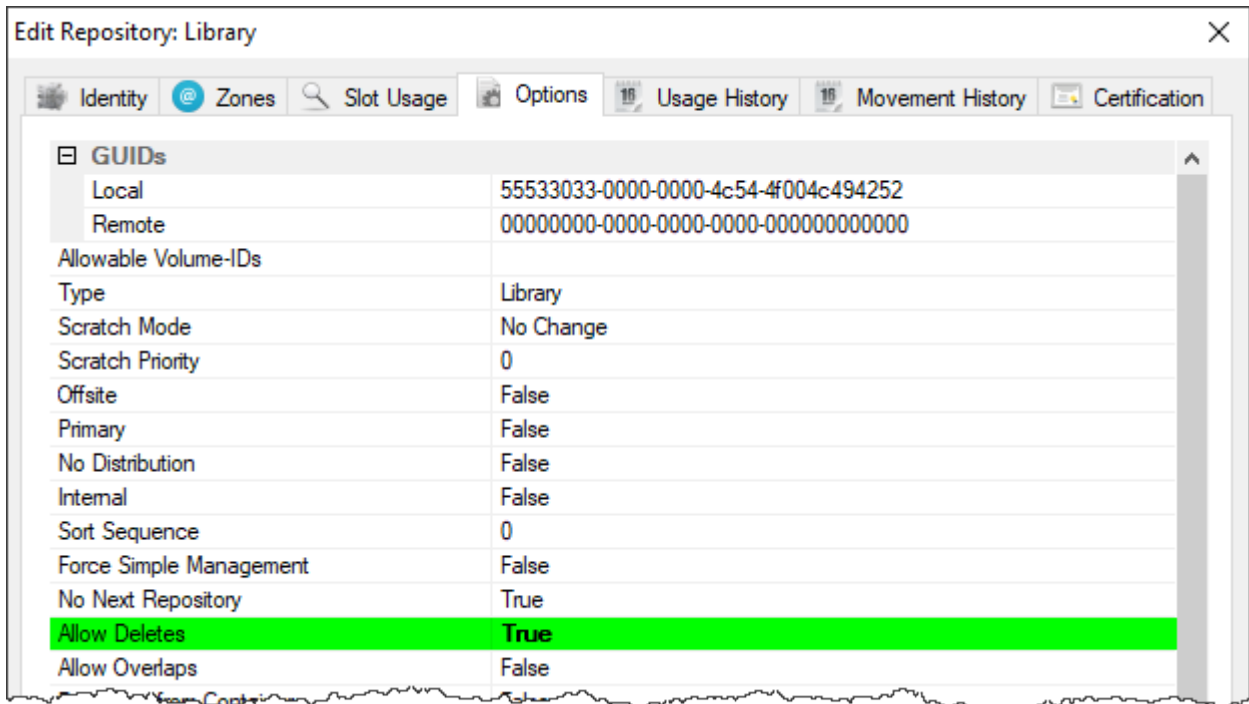 Edit Repository: Library
Identity Zones Slot Usage Options Usage History Movement History Certification
GUIDs
Local 55533033-0000-0000-4c54-4f004c494252
Remote 00000000-0000-0000-0000-000000000000
Allowable Volume-IDs
Type Library
Scratch Mode No Change
Scratch Priority 0
Offsite False
Primary False
No Distribution False
Internal False
Sort Sequence 0
Force Simple Management False
No Next Repository True
Allow Deletes True
Allow Overlaps False